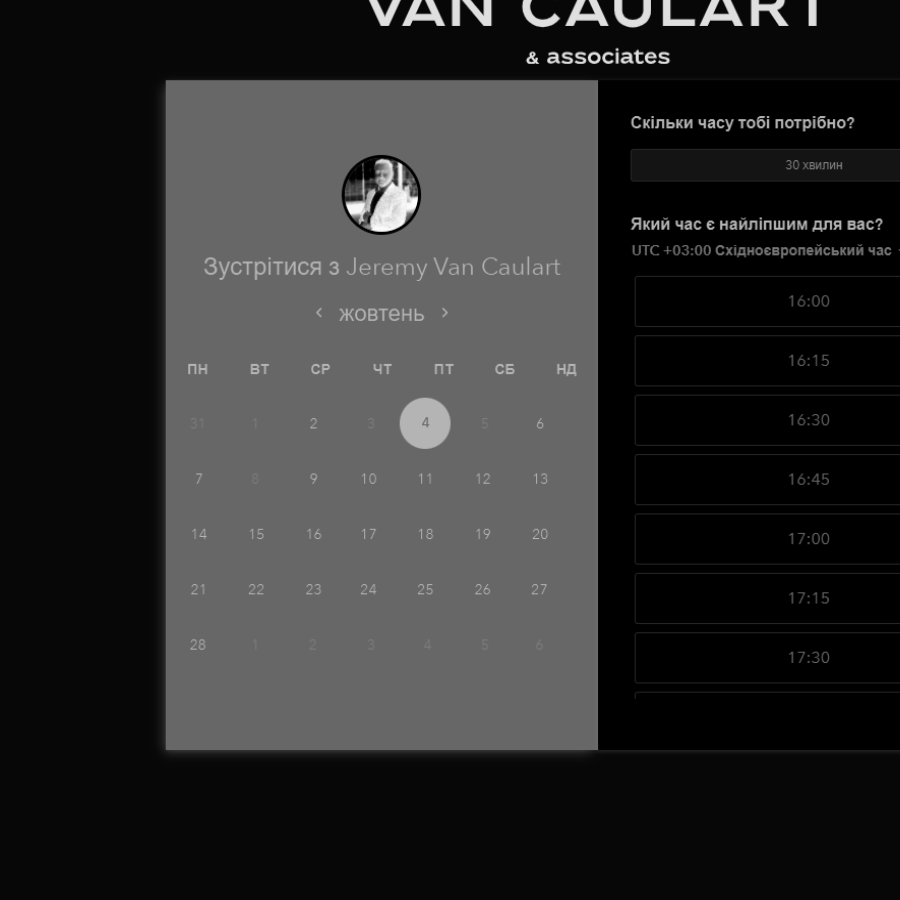 VAN CAULART
& associates
Зустрітися з Jeremy Van Caulart
жовтень
ПН ВТ СР ЧТ ПТ СБ НД
31 1 2 3 4 5 6
7 8 9 10 11 12 13
14 15 16 17 18 19 20
21 22 23 24 25 26 27
28 1 2 3 4 5 6
Скільки часу тобі потрібно?
30 хвилин
Який час є найліпшим для вас?
UTC +03:00 Східноєвропейський час
16:00
16:15
16:30
16:45
17:00
17:15
17:30